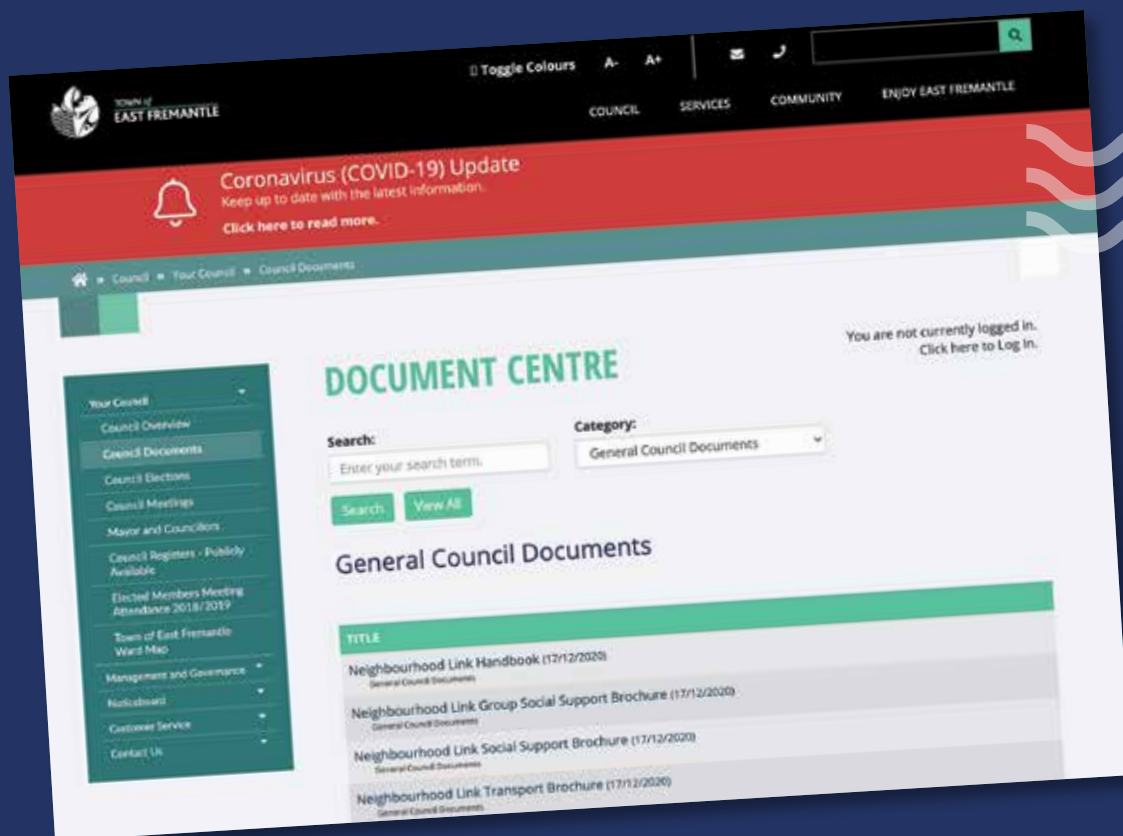 Toggle Colours A- A+
TOWN of
EAST FREMANTLE
COUNCIL SERVICES COMMUNITY ENJOY EAST FREMANTLE
Coronavirus (COVID-19) Update
Keep up to date with the latest information.
Click here to read more.
» Council » Your Council » Council Documents
You are not currently logged in.
Click here to Log In.
Your Council
Council Overview
Council Documents
Council Elections
Council Meetings
Mayor and Councillors
Council Registers - Publicly
Available
Elected Members Meeting
Attendance 2018/2019
Town of East Fremantle
Ward Map
Management and Governance
Noticeboard
Customer Service
Contact Us
DOCUMENT CENTRE
Search:
Enter your search term.
Category:
General Council Documents
Search View All
General Council Documents
TITLE
Neighbourhood Link Handbook (17/12/2020)
General Council Documents
Neighbourhood Link Group Social Support Brochure (17/12/2020)
General Council Documents
Neighbourhood Link Social Support Brochure (17/12/2020)
General Council Documents
Neighbourhood Link Transport Brochure (17/12/2020)
General Council Documents